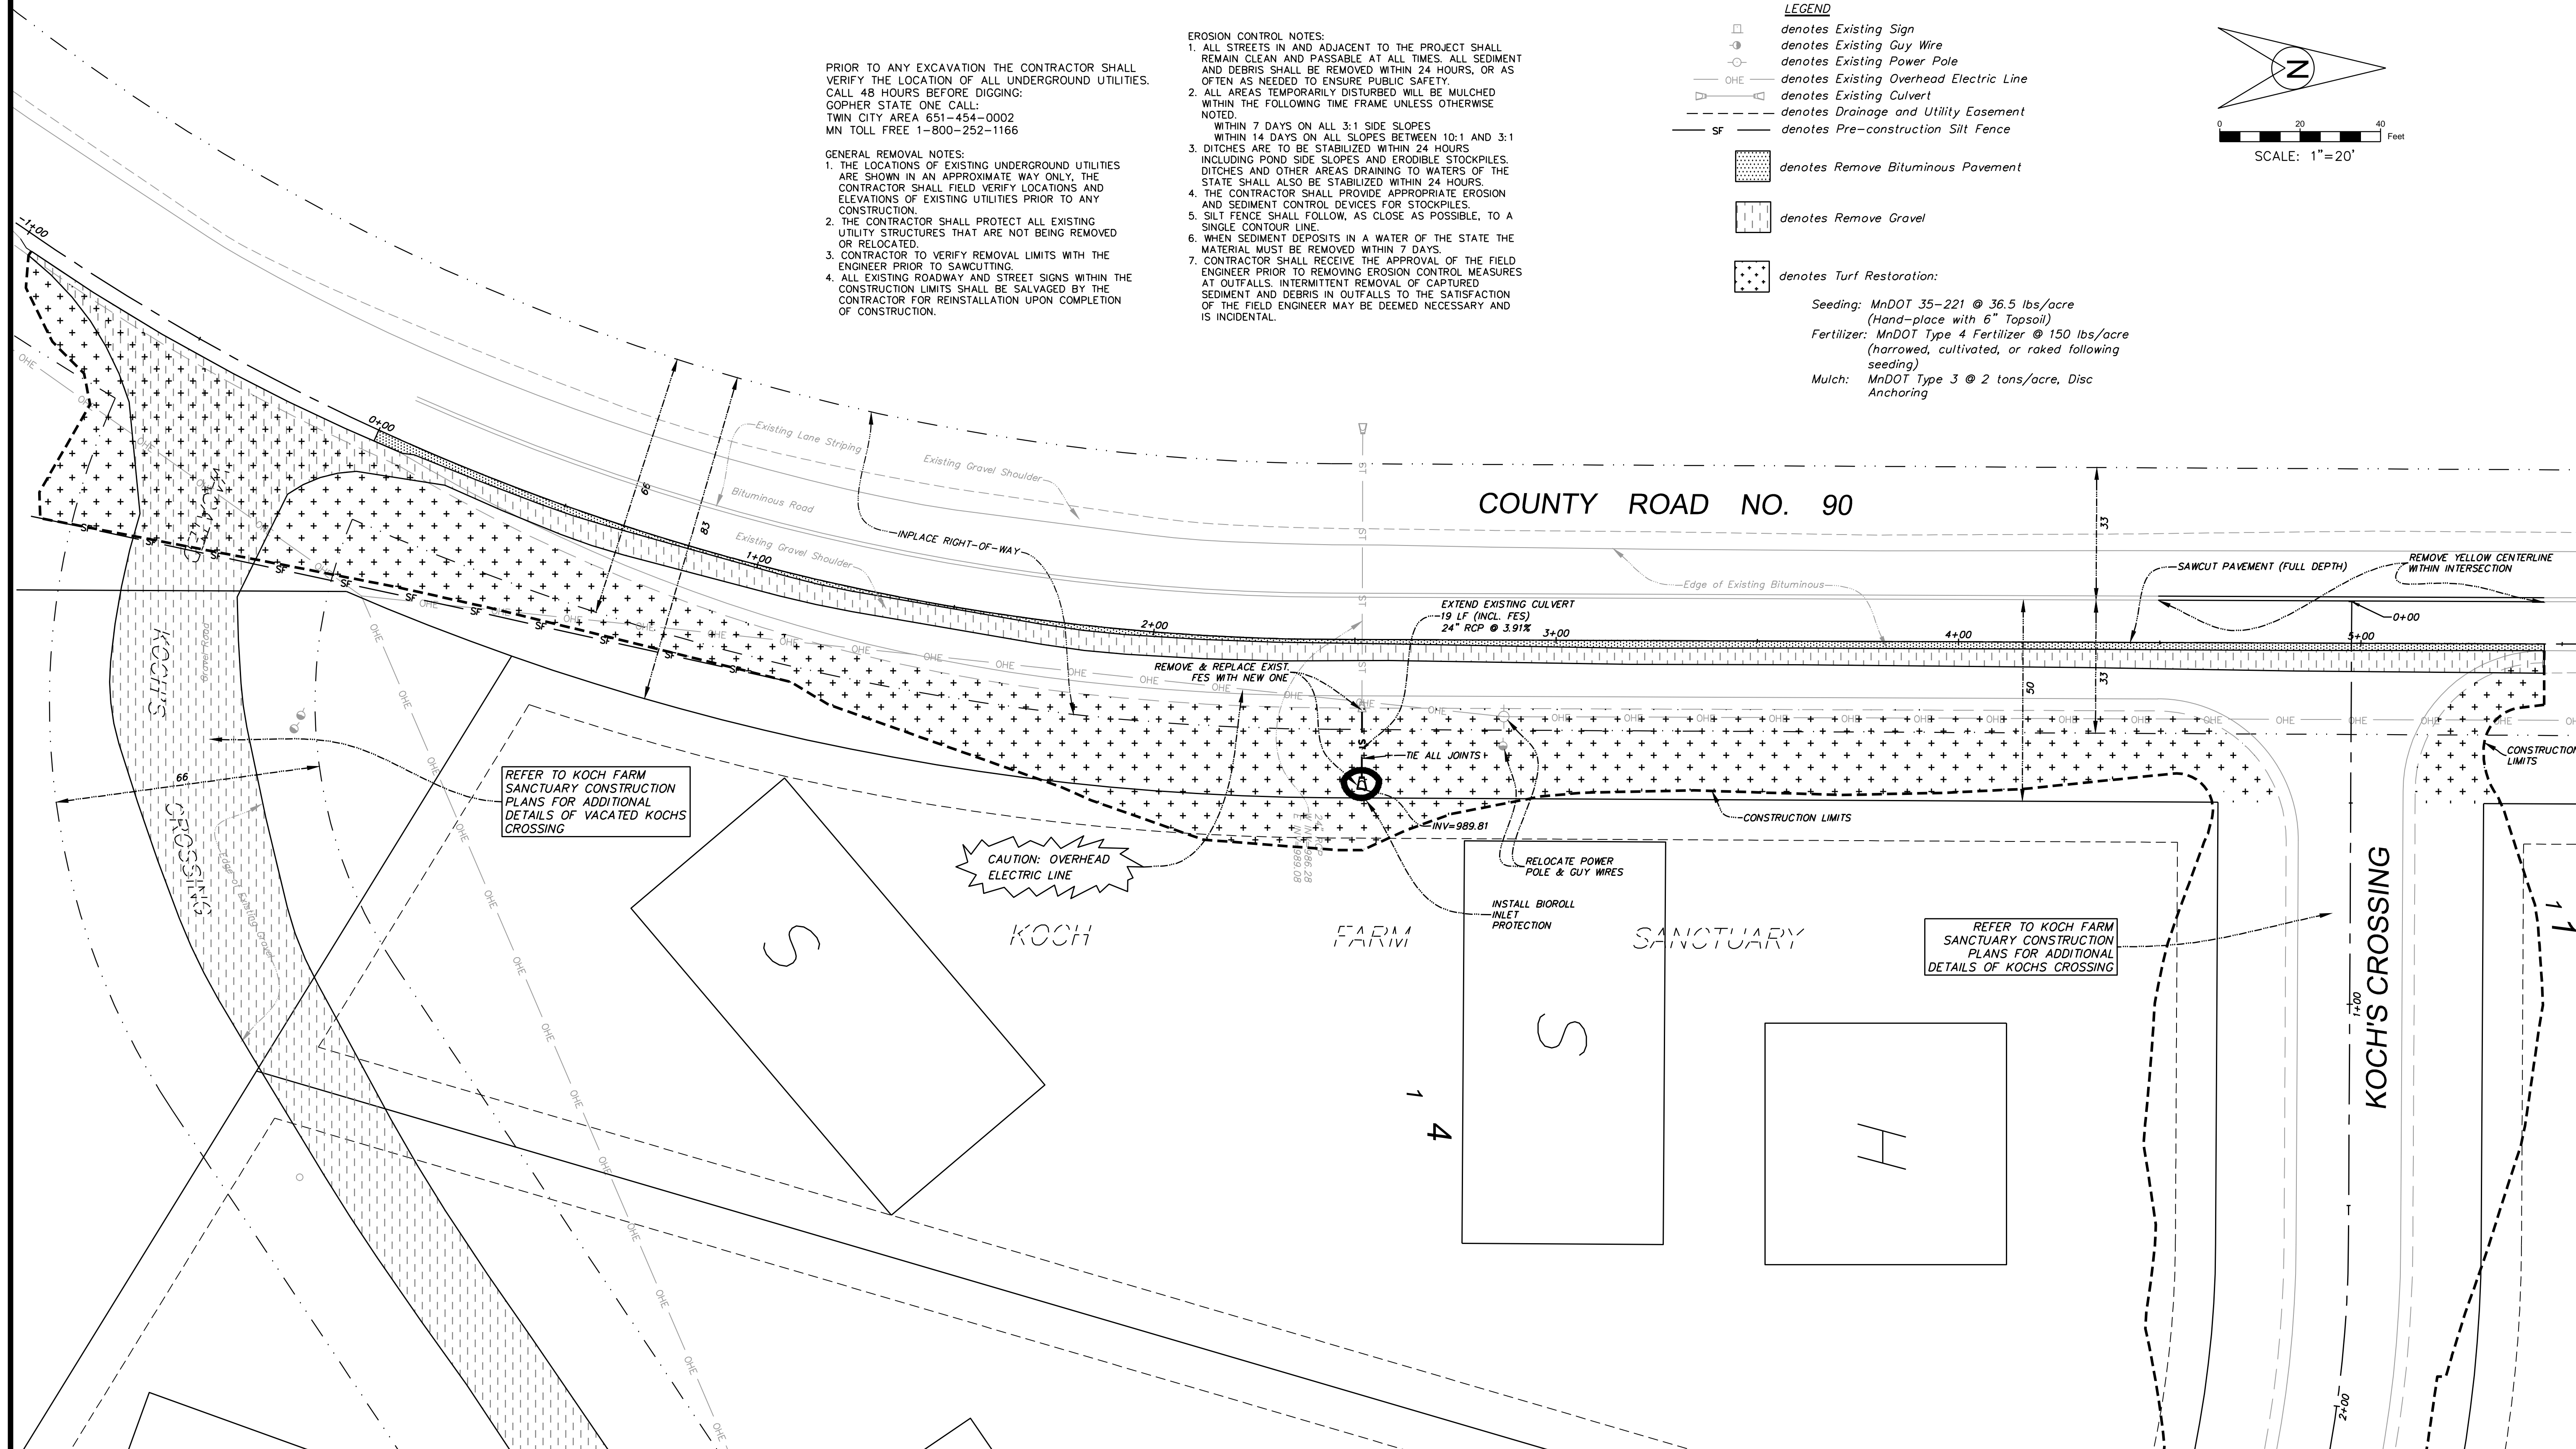 PRIOR TO ANY EXCAVATION THE CONTRACTOR SHALL
VERIFY THE LOCATION OF ALL UNDERGROUND UTILITIES.
CALL 48 HOURS BEFORE DIGGING:
GOPHER STATE ONE CALL:
TWIN CITY AREA 651-454-0002
MN TOLL FREE 1-800-252-1166
GENERAL REMOVAL NOTES:
1. THE LOCATIONS OF EXISTING UNDERGROUND UTILITIES
ARE SHOWN IN AN APPROXIMATE WAY ONLY, THE
CONTRACTOR SHALL FIELD VERIFY LOCATIONS AND
ELEVATIONS OF EXISTING UTILITIES PRIOR TO ANY
CONSTRUCTION.
2. THE CONTRACTOR SHALL PROTECT ALL EXISTING
UTILITY STRUCTURES THAT ARE NOT BEING REMOVED
OR RELOCATED.
3. CONTRACTOR TO VERIFY REMOVAL LIMITS WITH THE
ENGINEER PRIOR TO SAWCUTTING.
4. ALL EXISTING ROADWAY AND STREET SIGNS WITHIN THE
CONSTRUCTION LIMITS SHALL BE SALVAGED BY THE
CONTRACTOR FOR REINSTALLATION UPON COMPLETION
OF CONSTRUCTION.
EROSION CONTROL NOTES:
1. ALL STREETS IN AND ADJACENT TO THE PROJECT SHALL
REMAIN CLEAN AND PASSABLE AT ALL TIMES. ALL SEDIMENT
AND DEBRIS SHALL BE REMOVED WITHIN 24 HOURS, OR AS
OFTEN AS NEEDED TO ENSURE PUBLIC SAFETY.
2. ALL AREAS TEMPORARILY DISTURBED WILL BE MULCHED
WITHIN THE FOLLOWING TIME FRAME UNLESS OTHERWISE
NOTED.
WITHIN 7 DAYS ON ALL 3:1 SIDE SLOPES
WITHIN 14 DAYS ON ALL SLOPES BETWEEN 10:1 AND 3:1
3. DITCHES ARE TO BE STABILIZED WITHIN 24 HOURS
INCLUDING POND SIDE SLOPES AND ERODIBLE STOCKPILES.
DITCHES AND OTHER AREAS DRAINING TO WATERS OF THE
STATE SHALL ALSO BE STABILIZED WITHIN 24 HOURS.
4. THE CONTRACTOR SHALL PROVIDE APPROPRIATE EROSION
AND SEDIMENT CONTROL DEVICES FOR STOCKPILES.
5. SILT FENCE SHALL FOLLOW, AS CLOSE AS POSSIBLE, TO A
SINGLE CONTOUR LINE.
6. WHEN SEDIMENT DEPOSITS IN A WATER OF THE STATE THE
MATERIAL MUST BE REMOVED WITHIN 7 DAYS.
7. CONTRACTOR SHALL RECEIVE THE APPROVAL OF THE FIELD
ENGINEER PRIOR TO REMOVING EROSION CONTROL MEASURES
AT OUTFALLS. INTERMITTENT REMOVAL OF CAPTURED
SEDIMENT AND DEBRIS IN OUTFALLS TO THE SATISFACTION
OF THE FIELD ENGINEER MAY BE DEEMED NECESSARY AND
IS INCIDENTAL.
LEGEND
denotes Existing Sign
denotes Existing Guy Wire
denotes Existing Power Pole
OHE denotes Existing Overhead Electric Line
denotes Existing Culvert
denotes Drainage and Utility Easement
SF denotes Pre-construction Silt Fence
denotes Remove Bituminous Pavement
denotes Remove Gravel
denotes Turf Restoration:
Seeding: MnDOT 35-221 @ 36.5 lbs/acre
(Hand-place with 6" Topsoil)
Fertilizer: MnDOT Type 4 Fertilizer @ 150 lbs/acre
(harrowed, cultivated, or raked following
seeding)
Mulch: MnDOT Type 3 @ 2 tons/acre, Disc
Anchoring
N
0 20 40
Feet
SCALE: 1"=20'
-1+00
0+00
1+00
2+00
3+00
4+00
5+00
66
83
Existing Lane Striping
Existing Gravel Shoulder
Bituminous Road
Existing Gravel Shoulder
INPLACE RIGHT-OF-WAY
COUNTY ROAD NO. 90
Edge of Existing Bituminous
33
33
50
SAWCUT PAVEMENT (FULL DEPTH)
REMOVE YELLOW CENTERLINE
WITHIN INTERSECTION
0+00
EXTEND EXISTING CULVERT
19 LF (INCL. FES)
24" RCP @ 3.91%
REMOVE & REPLACE EXIST.
FES WITH NEW ONE
TIE ALL JOINTS
INV=989.81
CONSTRUCTION LIMITS
CONSTRUCTION
LIMITS
RELOCATE POWER
POLE & GUY WIRES
INSTALL BIOROLL
INLET
PROTECTION
CAUTION: OVERHEAD
ELECTRIC LINE
VACATED
KOCH'S
CROSSING
Gravel Road
Edge of Existing Gravel
66
REFER TO KOCH FARM
SANCTUARY CONSTRUCTION
PLANS FOR ADDITIONAL
DETAILS OF VACATED KOCHS
CROSSING
KOCH FARM SANCTUARY
REFER TO KOCH FARM
SANCTUARY CONSTRUCTION
PLANS FOR ADDITIONAL
DETAILS OF KOCHS CROSSING
KOCH'S CROSSING
1+00
2+00
S
S
H
1
4
11